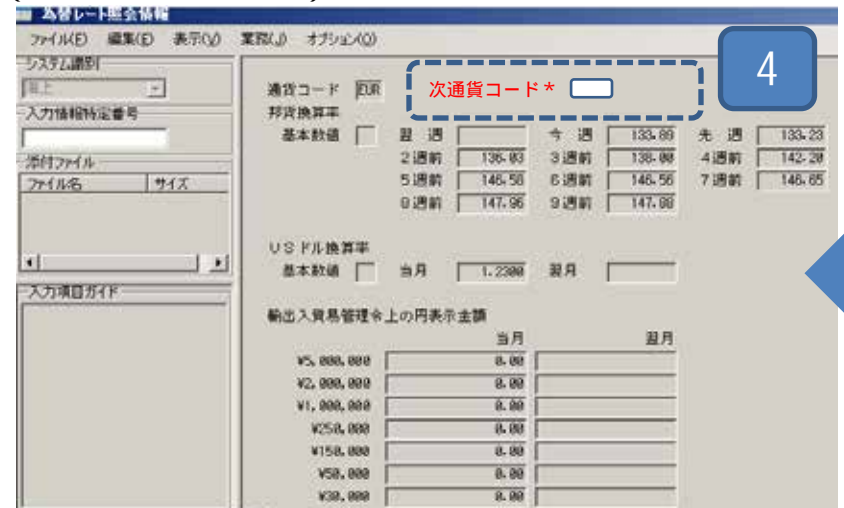 為替レート照会情報
ファイル(F) 編集(E) 表示(V) 業務(J) オプション(O)
システム識別
海上
入力情報特定番号
添付ファイル
ファイル名 サイズ
入力項目ガイド
4
通貨コード EUR 次通貨コード*
邦貨換算率
基本数値 翌 週 今 週 133.89 先 週 133.23
2週前 136.03 3週前 138.00 4週前 142.20
5週前 146.56 6週前 146.56 7週前 146.65
8週前 147.96 9週前 147.88
USドル換算率
基本数値 当月 1.2300 翌月
輸出入貿易管理令上の円表示金額
当月 翌月
¥5,000,000 0.00
¥2,000,000 0.00
¥1,000,000 0.00
¥250,000 0.00
¥150,000 0.00
¥50,000 0.00
¥30,000 0.00